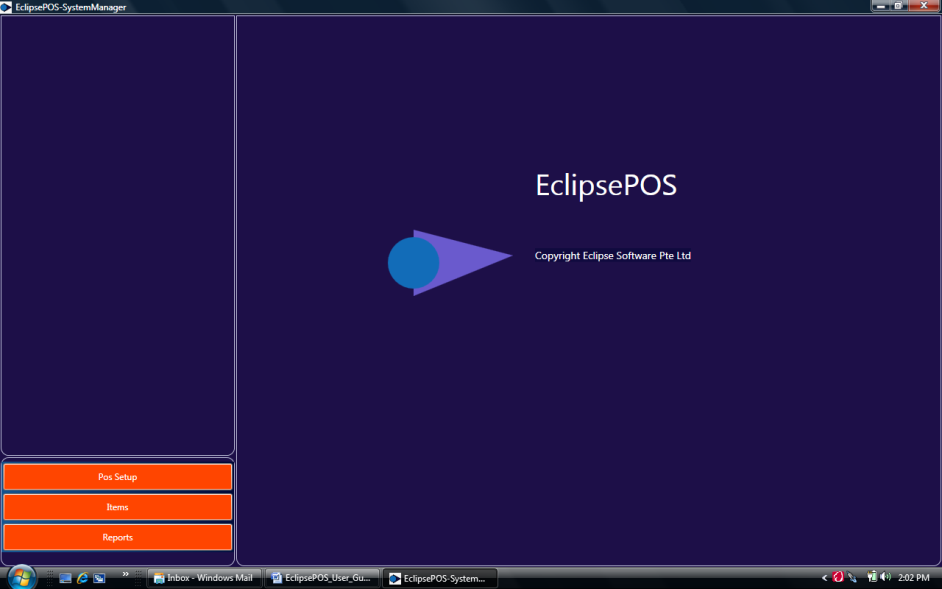 EclipsePOS-SystemManager
EclipsePOS
Copyright Eclipse Software Pte Ltd
Pos Setup
Items
Reports
Inbox - Windows Mail
EclipsePOS_User_Gu...
EclipsePOS-System...
2:02 PM